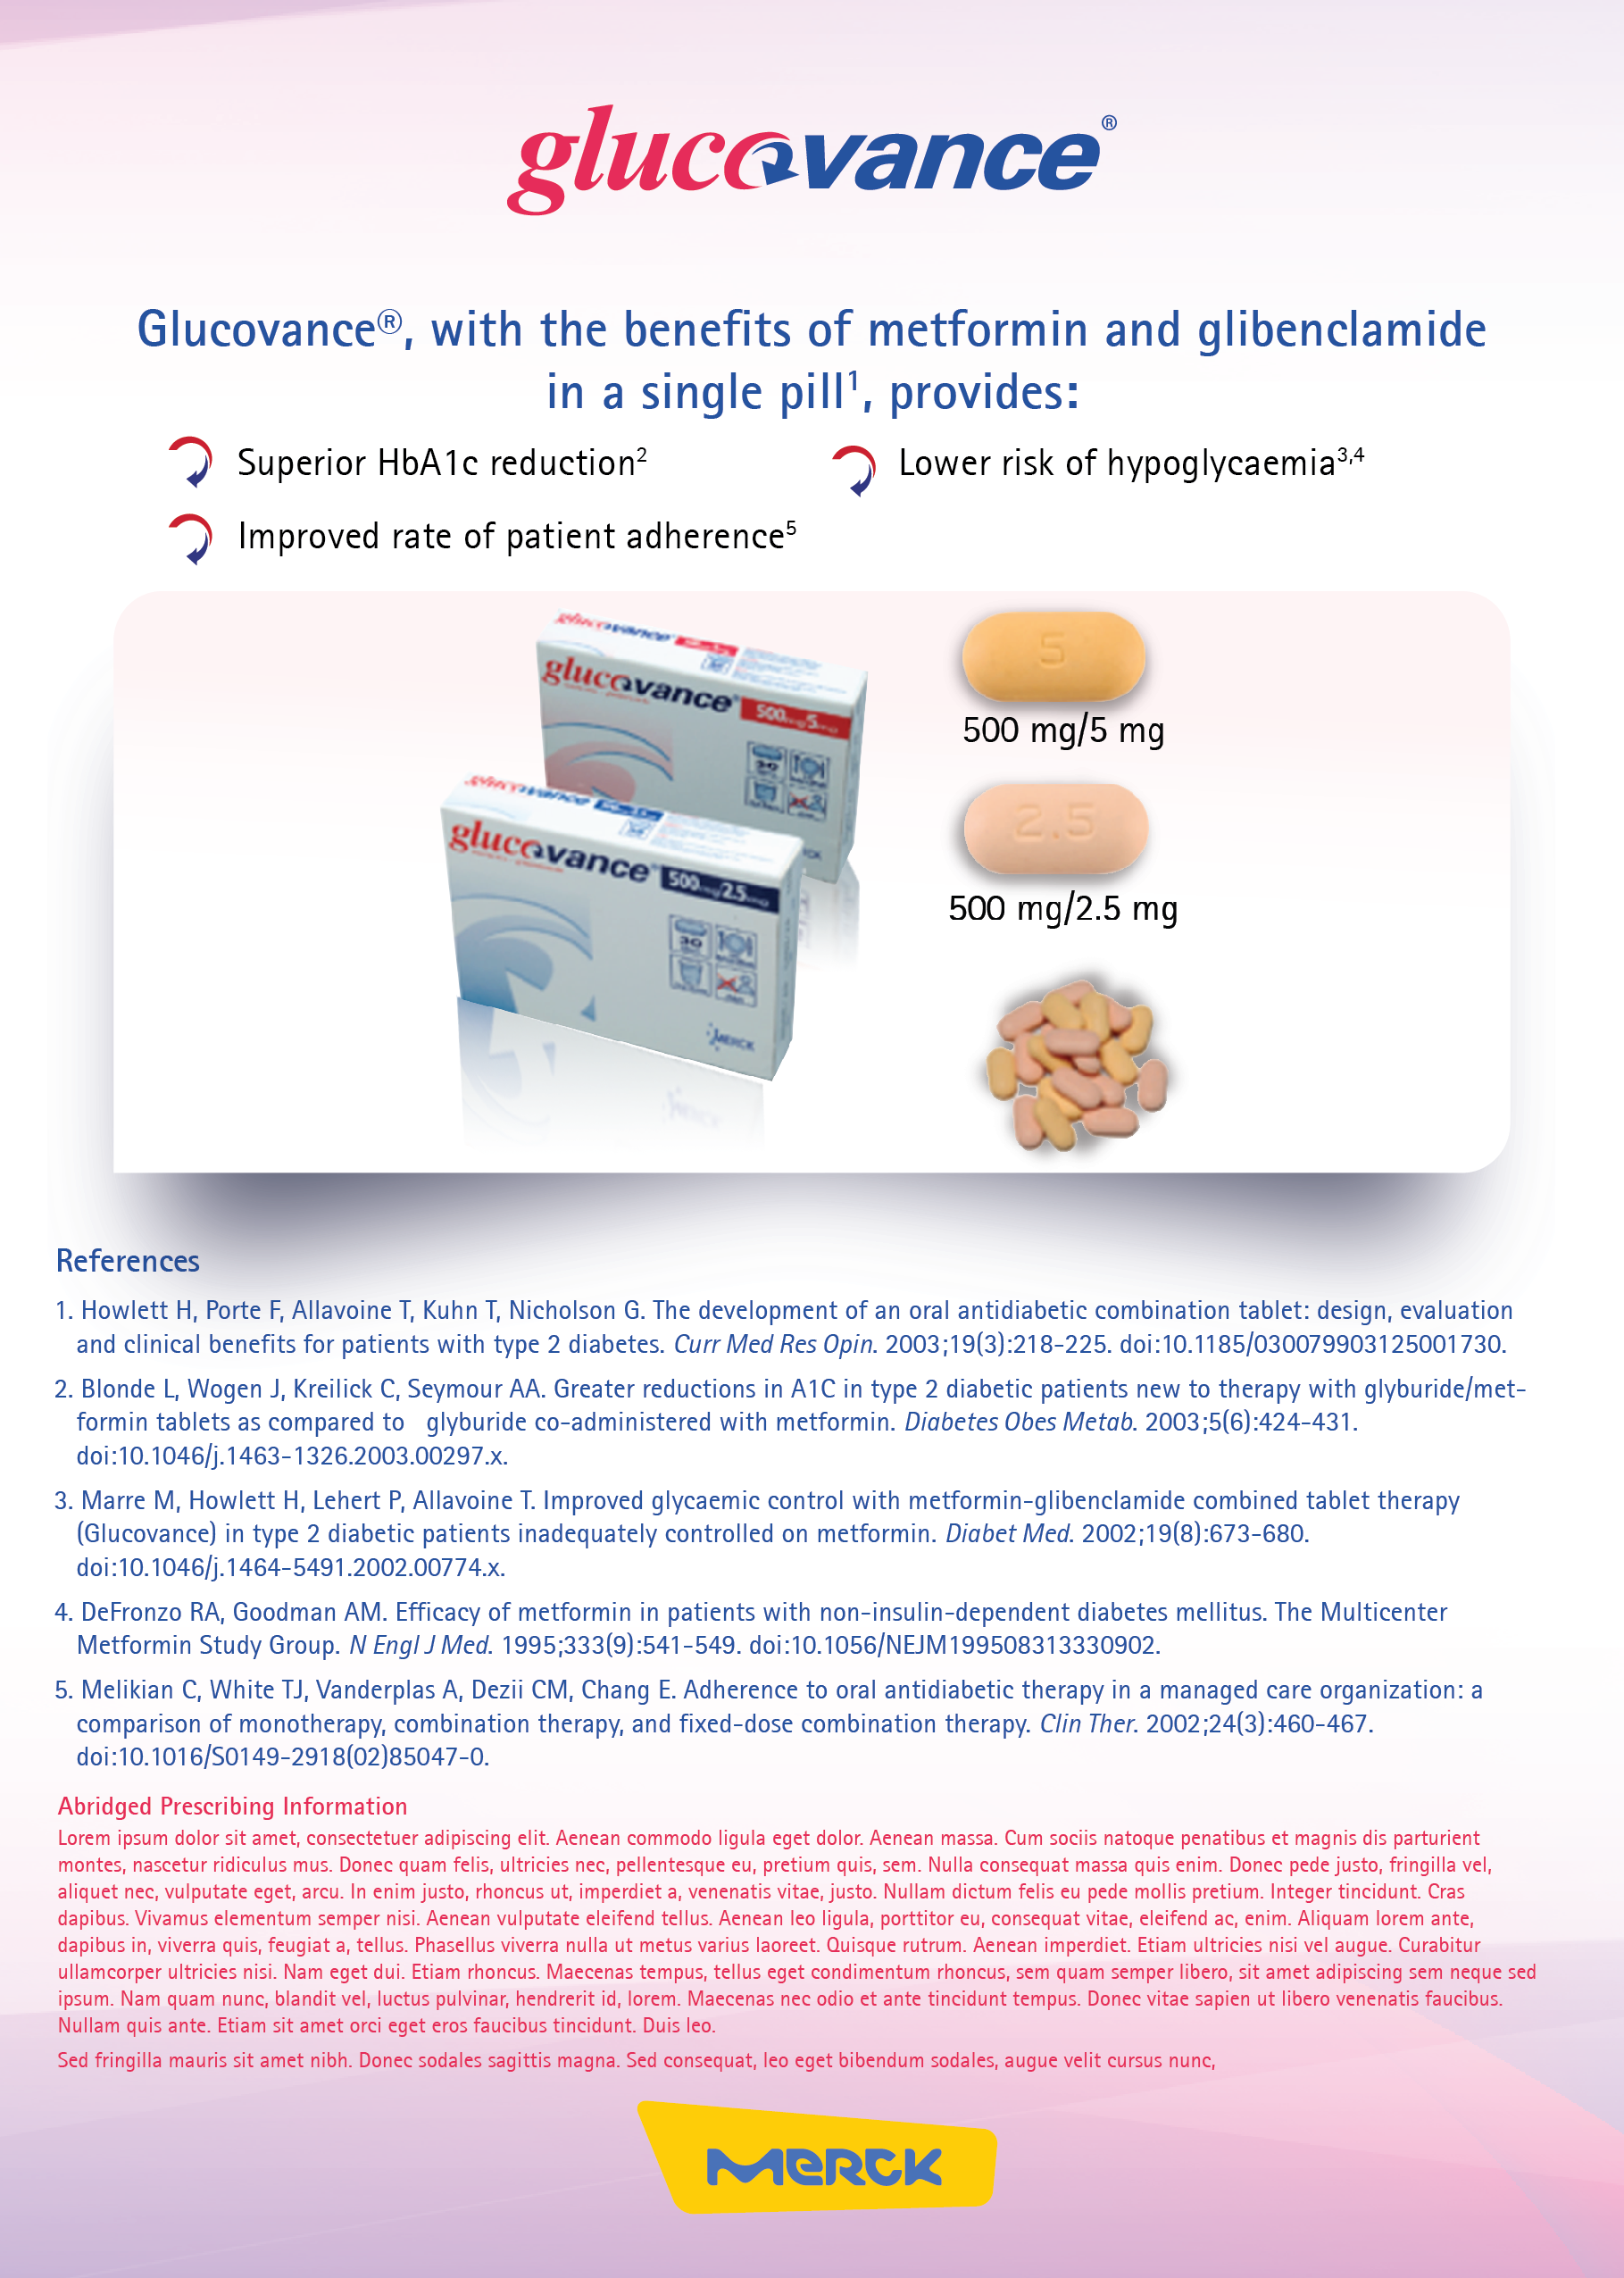 glucovance®
Glucovance®, with the benefits of metformin and glibenclamide
in a single pill1, provides:
Superior HbA1c reduction2
Lower risk of hypoglycaemia3,4
Improved rate of patient adherence5
glucovance
glucovance® 500mg/5mg
30
glucovance
glucovance® 500mg/2.5mg
30
MERCK
5
500 mg/5 mg
2.5
500 mg/2.5 mg
References
1. Howlett H, Porte F, Allavoine T, Kuhn T, Nicholson G. The development of an oral antidiabetic combination tablet: design, evaluation
and clinical benefits for patients with type 2 diabetes. Curr Med Res Opin. 2003;19(3):218-225. doi:10.1185/030079903125001730.
2. Blonde L, Wogen J, Kreilick C, Seymour AA. Greater reductions in A1C in type 2 diabetic patients new to therapy with glyburide/met-
formin tablets as compared to glyburide co-administered with metformin. Diabetes Obes Metab. 2003;5(6):424-431.
doi:10.1046/j.1463-1326.2003.00297.x.
3. Marre M, Howlett H, Lehert P, Allavoine T. Improved glycaemic control with metformin-glibenclamide combined tablet therapy
(Glucovance) in type 2 diabetic patients inadequately controlled on metformin. Diabet Med. 2002;19(8):673-680.
doi:10.1046/j.1464-5491.2002.00774.x.
4. DeFronzo RA, Goodman AM. Efficacy of metformin in patients with non-insulin-dependent diabetes mellitus. The Multicenter
Metformin Study Group. N Engl J Med. 1995;333(9):541-549. doi:10.1056/NEJM199508313330902.
5. Melikian C, White TJ, Vanderplas A, Dezii CM, Chang E. Adherence to oral antidiabetic therapy in a managed care organization: a
comparison of monotherapy, combination therapy, and fixed-dose combination therapy. Clin Ther. 2002;24(3):460-467.
doi:10.1016/S0149-2918(02)85047-0.
Abridged Prescribing Information
Lorem ipsum dolor sit amet, consectetuer adipiscing elit. Aenean commodo ligula eget dolor. Aenean massa. Cum sociis natoque penatibus et magnis dis parturient
montes, nascetur ridiculus mus. Donec quam felis, ultricies nec, pellentesque eu, pretium quis, sem. Nulla consequat massa quis enim. Donec pede justo, fringilla vel,
aliquet nec, vulputate eget, arcu. In enim justo, rhoncus ut, imperdiet a, venenatis vitae, justo. Nullam dictum felis eu pede mollis pretium. Integer tincidunt. Cras
dapibus. Vivamus elementum semper nisi. Aenean vulputate eleifend tellus. Aenean leo ligula, porttitor eu, consequat vitae, eleifend ac, enim. Aliquam lorem ante,
dapibus in, viverra quis, feugiat a, tellus. Phasellus viverra nulla ut metus varius laoreet. Quisque rutrum. Aenean imperdiet. Etiam ultricies nisi vel augue. Curabitur
ullamcorper ultricies nisi. Nam eget dui. Etiam rhoncus. Maecenas tempus, tellus eget condimentum rhoncus, sem quam semper libero, sit amet adipiscing sem neque sed
ipsum. Nam quam nunc, blandit vel, luctus pulvinar, hendrerit id, lorem. Maecenas nec odio et ante tincidunt tempus. Donec vitae sapien ut libero venenatis faucibus.
Nullam quis ante. Etiam sit amet orci eget eros faucibus tincidunt. Duis leo.
Sed fringilla mauris sit amet nibh. Donec sodales sagittis magna. Sed consequat, leo eget bibendum sodales, augue velit cursus nunc,
MERCK